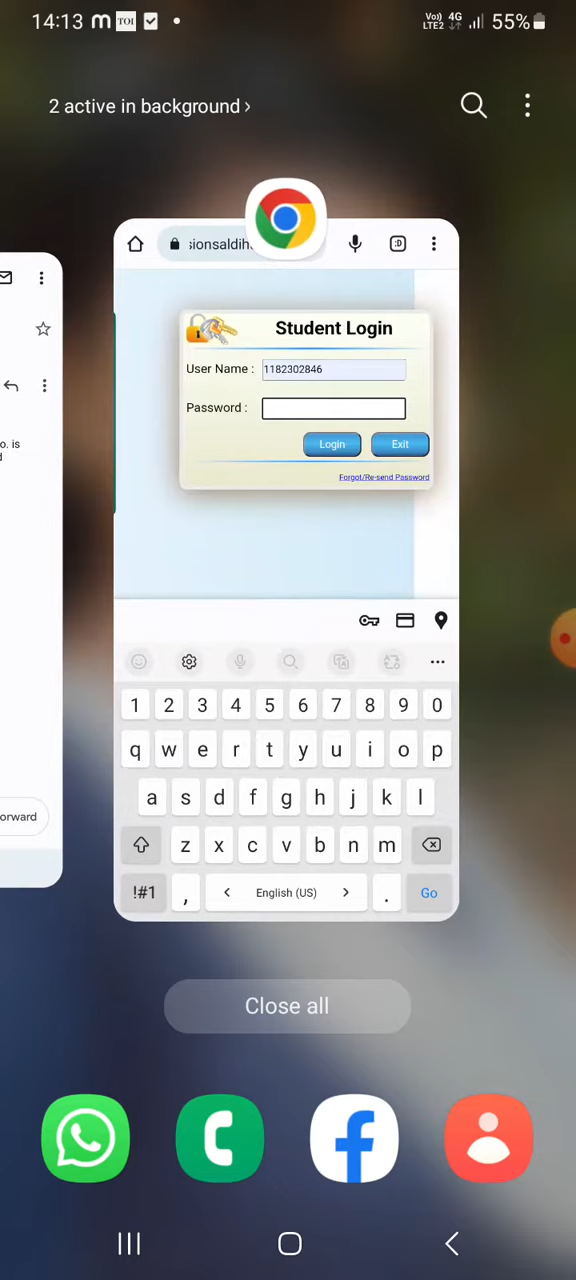 14:13 m TOI Vo) LTE2 4G 55%
2 active in background >
sionsaldih :D
Student Login
User Name : 1182302846
Password :
Login Exit
Forgot/Re-send Password
o. is
orward
1 2 3 4 5 6 7 8 9 0
q w e r t y u i o p
a s d f g h j k l
z x c v b n m
!#1 , < English (US) > . Go
Close all